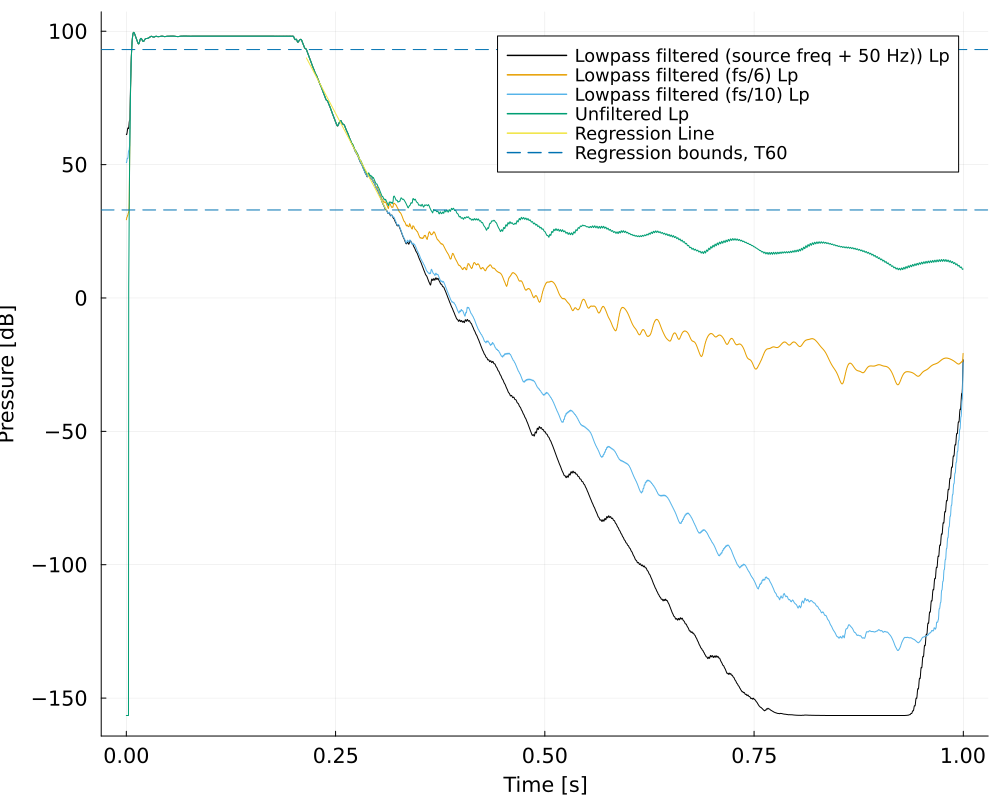 100
50
0
−50
−100
−150
Pressure [dB]
Lowpass filtered (source freq + 50 Hz)) Lp
Lowpass filtered (fs/6) Lp
Lowpass filtered (fs/10) Lp
Unfiltered Lp
Regression Line
Regression bounds, T60
0.00
0.25
0.50
0.75
1.00
Time [s]